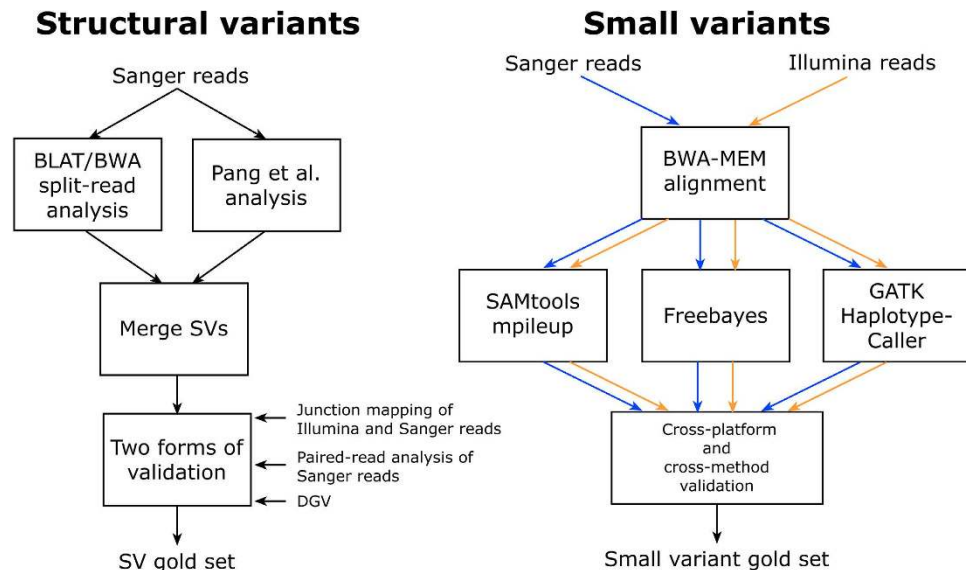 Structural variants
Sanger reads
BLAT/BWA
split-read
analysis
Pang et al.
analysis
Merge SVs
Two forms of
validation
Junction mapping of
Illumina and Sanger reads
Paired-read analysis of
Sanger reads
DGV
SV gold set
Small variants
Sanger reads
Illumina reads
BWA-MEM
alignment
SAMtools
mpileup
Freebayes
GATK
Haplotype-
Caller
Cross-platform
and
cross-method
validation
Small variant gold set